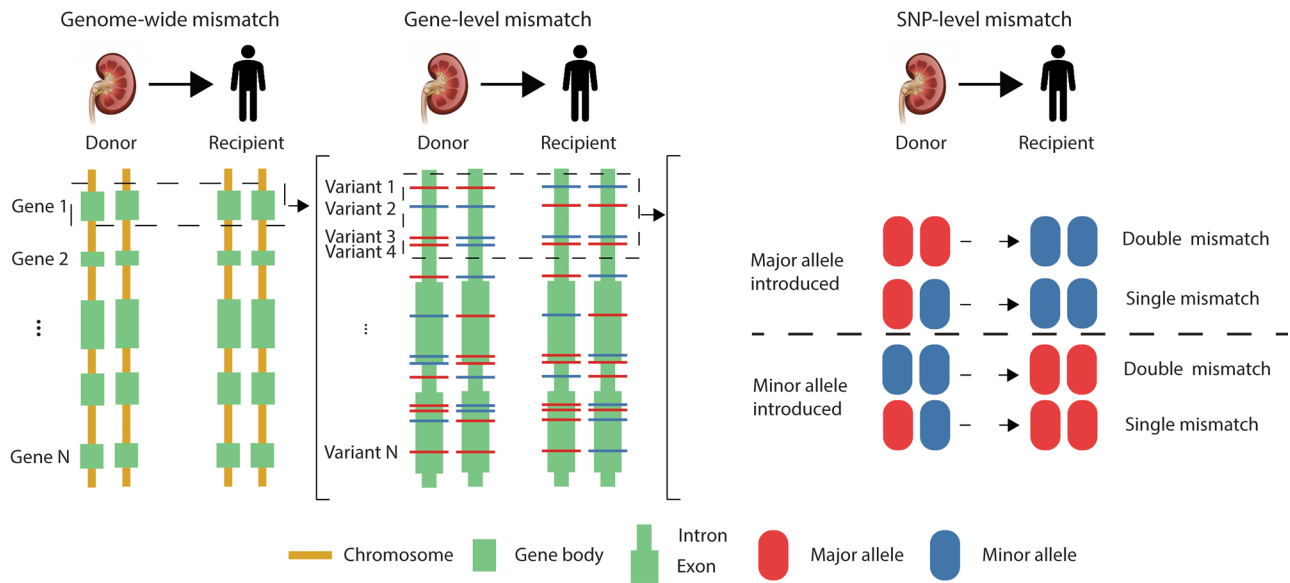 Genome-wide mismatch
Donor
Recipient
Gene 1
Gene 2
...
Gene N
Gene-level mismatch
Donor
Recipient
Variant 1
Variant 2
Variant 3
Variant 4
...
Variant N
SNP-level mismatch
Donor
Recipient
Major allele
introduced
Double mismatch
Single mismatch
Minor allele
introduced
Double mismatch
Single mismatch
Chromosome
Gene body
Intron
Exon
Major allele
Minor allele